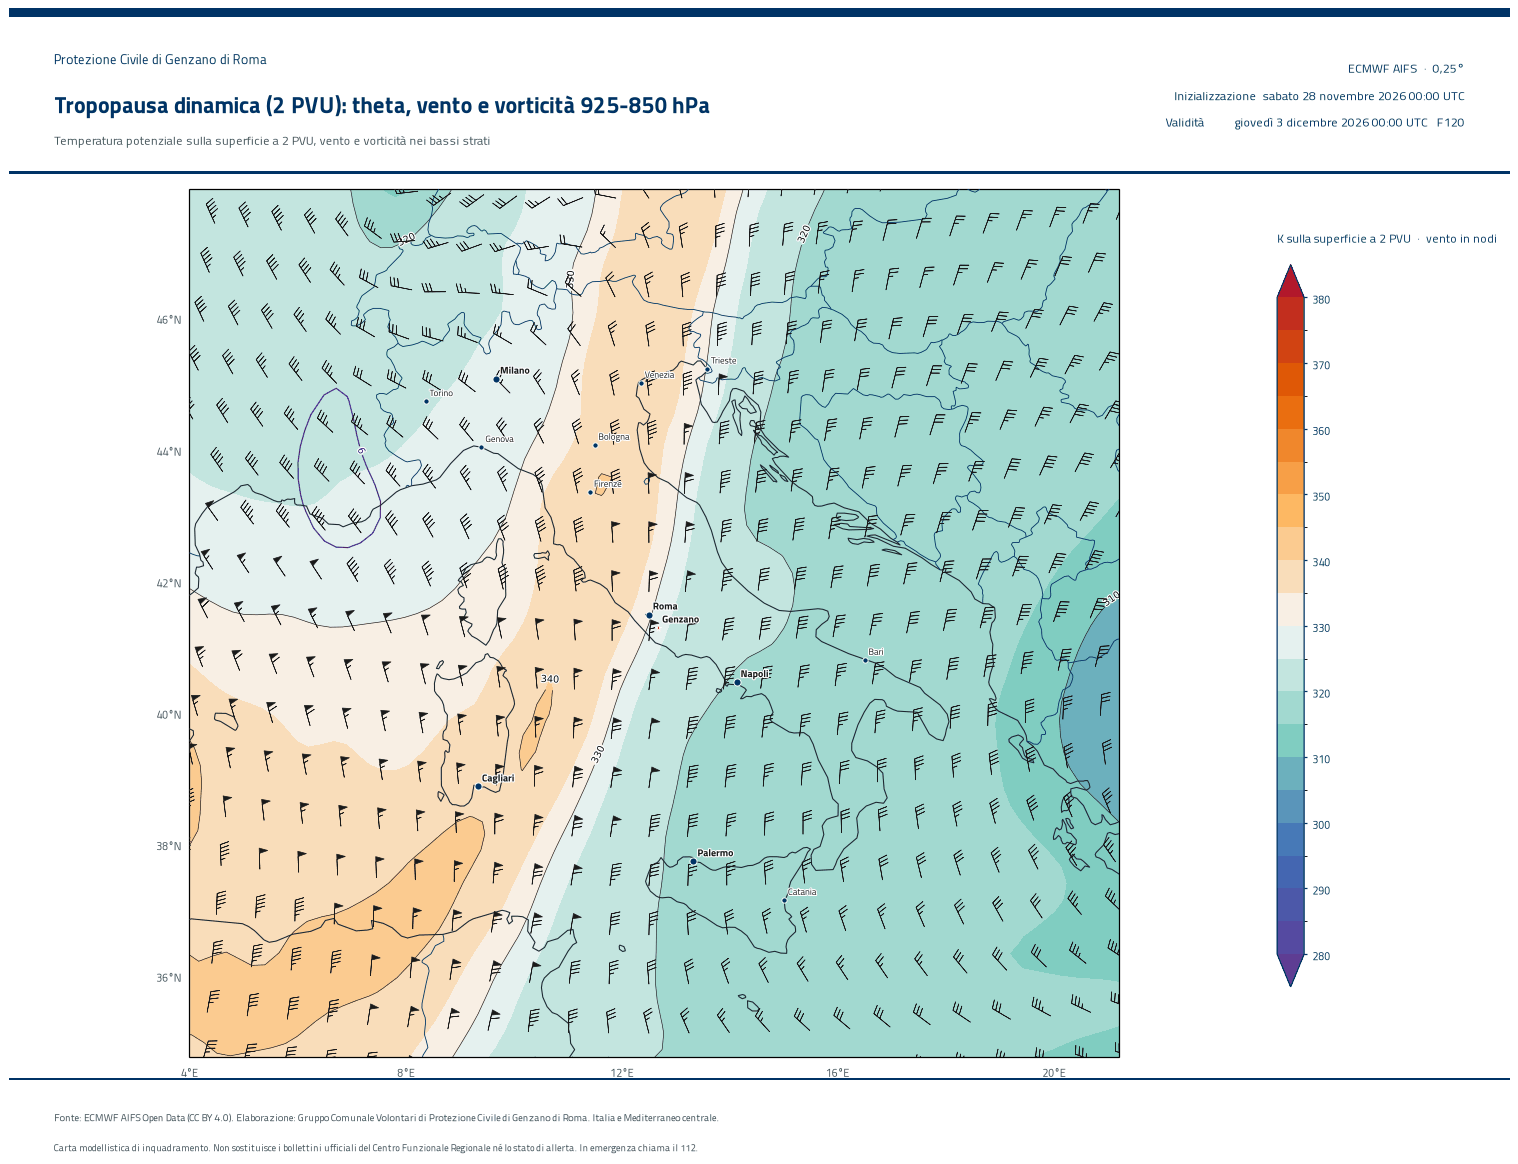 Protezione Civile di Genzano di Roma
Tropopausa dinamica (2 PVU): theta, vento e vorticità 925-850 hPa
Temperatura potenziale sulla superficie a 2 PVU, vento e vorticità nei bassi strati
ECMWF AIFS · 0,25°
Inizializzazione sabato 28 novembre 2026 00:00 UTC
Validità giovedì 3 dicembre 2026 00:00 UTC F120
K sulla superficie a 2 PVU · vento in nodi
380
370
360
350
340
330
320
310
300
290
280
46°N
44°N
42°N
40°N
38°N
36°N
4°E
8°E
12°E
16°E
20°E
320
330
320
Trieste
Milano
Venezia
Torino
Genova
Bologna
6
Firenze
310
Roma
Genzano
Bari
Napoli
340
330
Cagliari
Palermo
Catania
Fonte: ECMWF AIFS Open Data (CC BY 4.0). Elaborazione: Gruppo Comunale Volontari di Protezione Civile di Genzano di Roma. Italia e Mediterraneo centrale.
Carta modellistica di inquadramento. Non sostituisce i bollettini ufficiali del Centro Funzionale Regionale né lo stato di allerta. In emergenza chiama il 112.